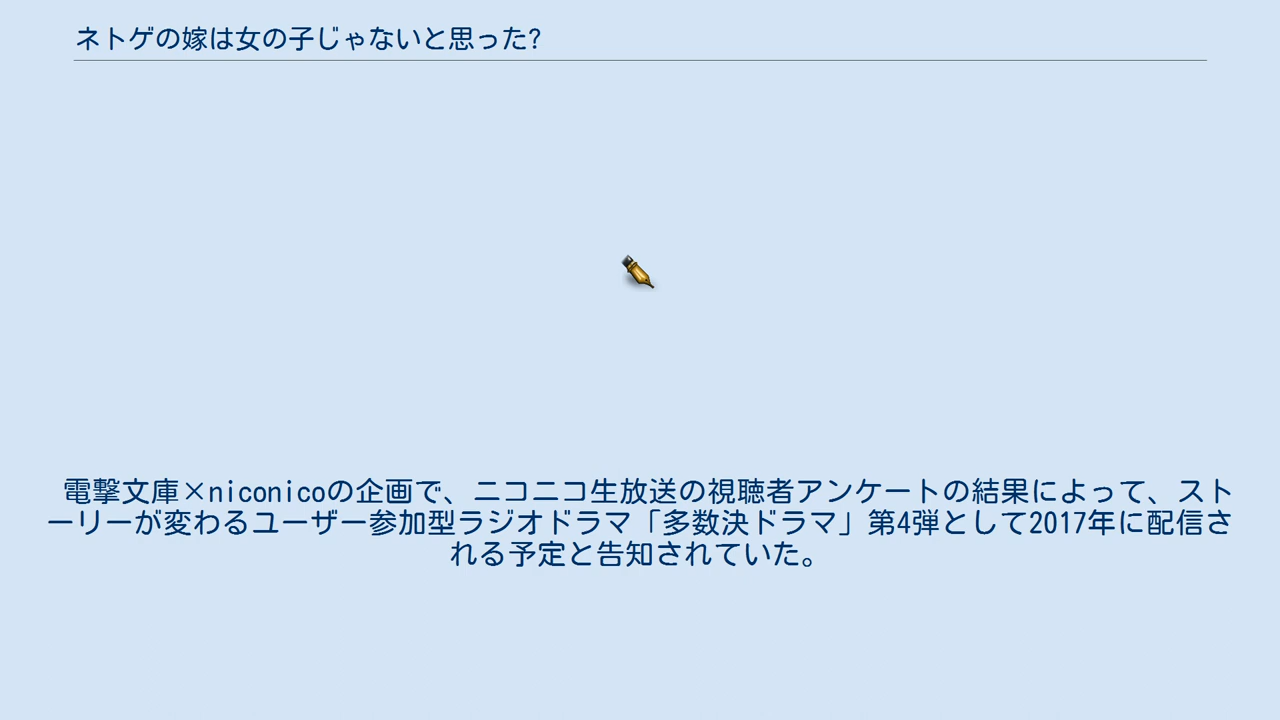 ネトゲの嫁は女の子じゃないと思った?
電撃文庫×niconicoの企画で、ニコニコ生放送の視聴者アンケートの結果によって、スト
ーリーが変わるユーザー参加型ラジオドラマ「多数決ドラマ」第4弾として2017年に配信さ
れる予定と告知されていた。